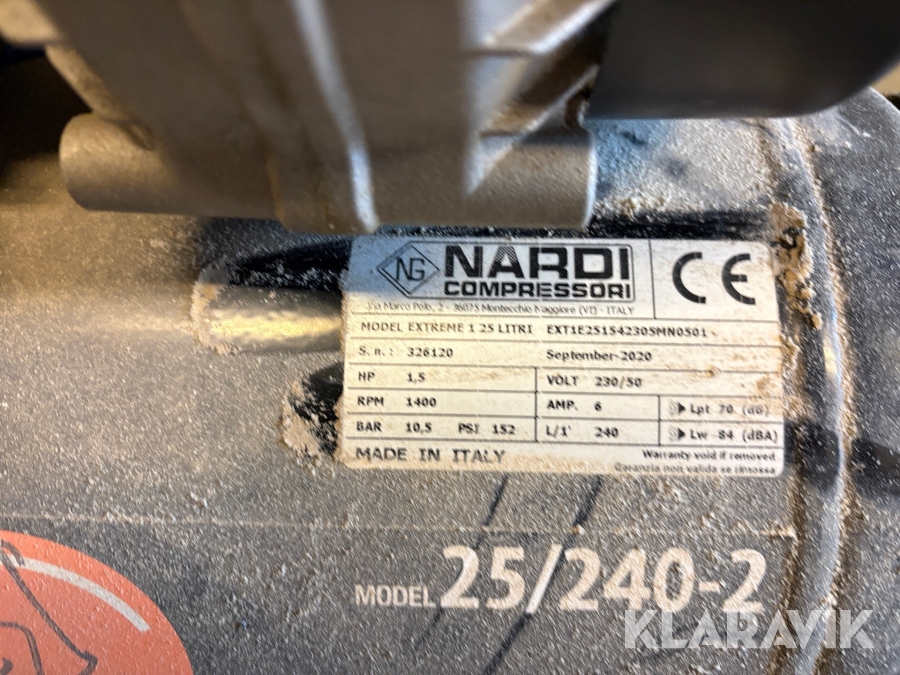 NG NARDI
COMPRESSORI
CE
Via Marco Polo, 2 - 36075 Montecchio Maggiore (VI) - ITALY
MODEL EXTREME 1 25 LITRI EXT1E251542305MN0501
S. n.: 326120 September-2020
HP 1,5 VOLT 230/50
RPM 1400 AMP. 6 Lpt 70 (dB)
BAR 10,5 PSI 152 L/1' 240 Lw 84 (dBA)
MADE IN ITALY Warranty void if removed
Garanzia non valida se rimossa
MODEL 25/240-2
KLARAVIK